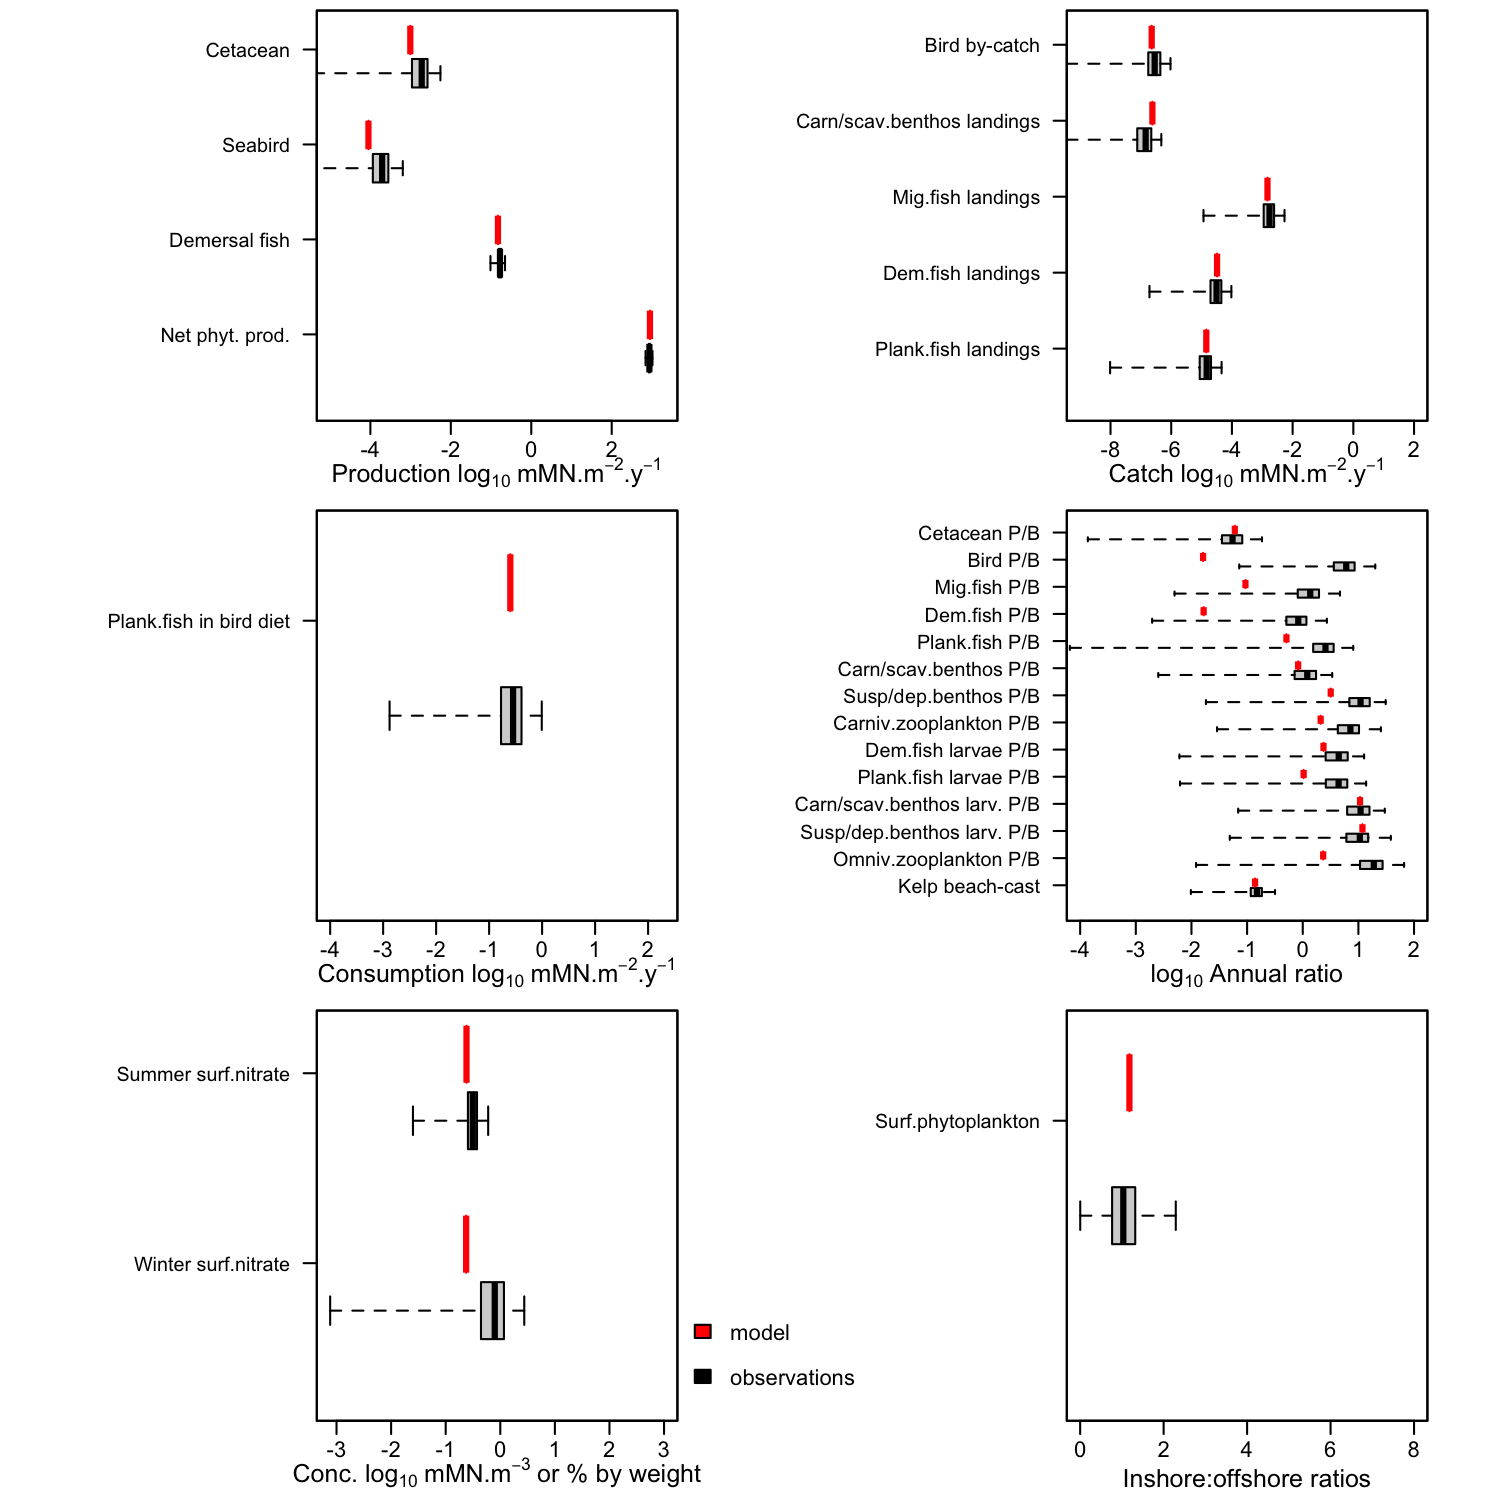 Cetacean
Seabird
Demersal fish
Net phyt. prod.
-4 -2 0 2
Production log₁₀ mMN.m⁻².y⁻¹
Bird by-catch
Carn/scav.benthos landings
Mig.fish landings
Dem.fish landings
Plank.fish landings
-8 -6 -4 -2 0 2
Catch log₁₀ mMN.m⁻².y⁻¹
Plank.fish in bird diet
-4 -3 -2 -1 0 1 2
Consumption log₁₀ mMN.m⁻².y⁻¹
Cetacean P/B
Bird P/B
Mig.fish P/B
Dem.fish P/B
Plank.fish P/B
Carn/scav.benthos P/B
Susp/dep.benthos P/B
Carniv.zooplankton P/B
Dem.fish larvae P/B
Plank.fish larvae P/B
Carn/scav.benthos larv. P/B
Susp/dep.benthos larv. P/B
Omniv.zooplankton P/B
Kelp beach-cast
-4 -3 -2 -1 0 1 2
log₁₀ Annual ratio
Summer surf.nitrate
Winter surf.nitrate
-3 -2 -1 0 1 2 3
Conc. log₁₀ mMN.m⁻³ or % by weight
model
observations
Surf.phytoplankton
0 2 4 6 8
Inshore:offshore ratios